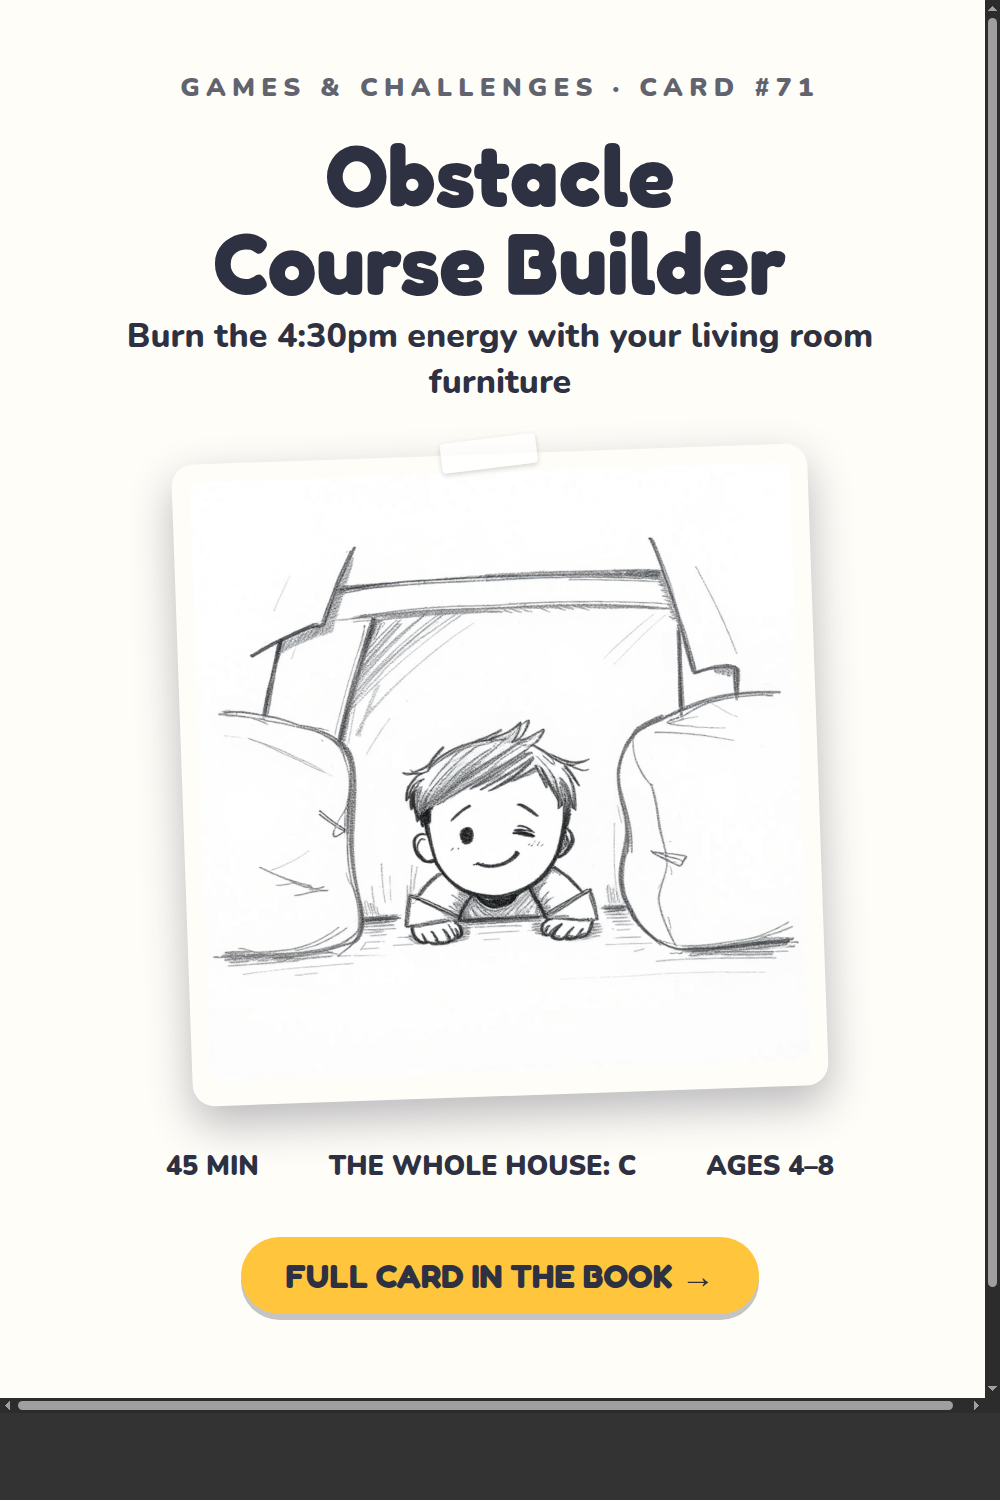 GAMES & CHALLENGES · CARD #71
Obstacle
Course Builder
Burn the 4:30pm energy with your living room
furniture
45 MIN THE WHOLE HOUSE: C AGES 4–8
FULL CARD IN THE BOOK →